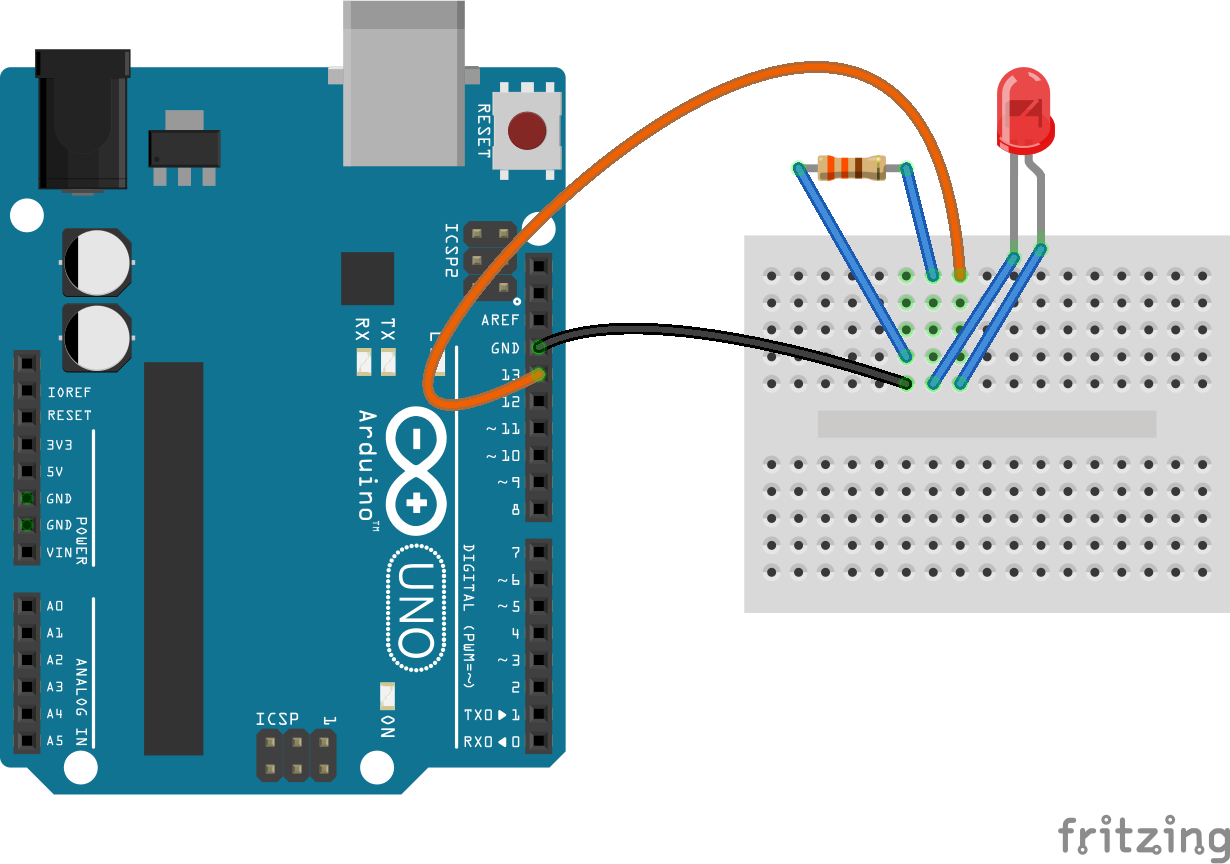 RESET
ICSP2
AREF
GND
13
12
~11
~10
~9
8
RX
TX
L
IOREF
RESET
3V3
5V
GND
GND
VIN
POWER
Arduino™
UNO
DIGITAL (PWM=~)
7
~6
~5
4
~3
2
TX0▶1
RX0◀0
A0
A1
A2
A3
A4
A5
ANALOG IN
ICSP
1
ON
fritzing